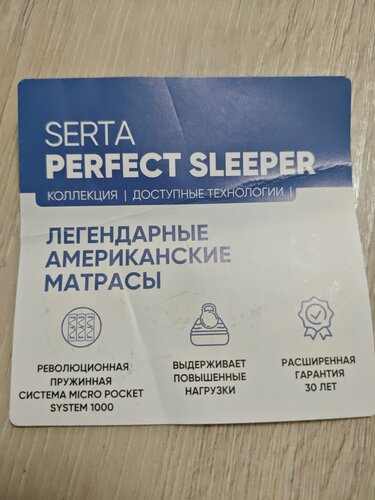 SERTA
PERFECT SLEEPER
КОЛЛЕКЦИЯ | ДОСТУПНЫЕ ТЕХНОЛОГИИ |
ЛЕГЕНДАРНЫЕ
АМЕРИКАНСКИЕ
МАТРАСЫ
РЕВОЛЮЦИОННАЯ
ПРУЖИННАЯ
СИСТЕМА MICRO POCKET
SYSTEM 1000
ВЫДЕРЖИВАЕТ
ПОВЫШЕННЫЕ
НАГРУЗКИ
РАСШИРЕННАЯ
ГАРАНТИЯ
30 ЛЕТ